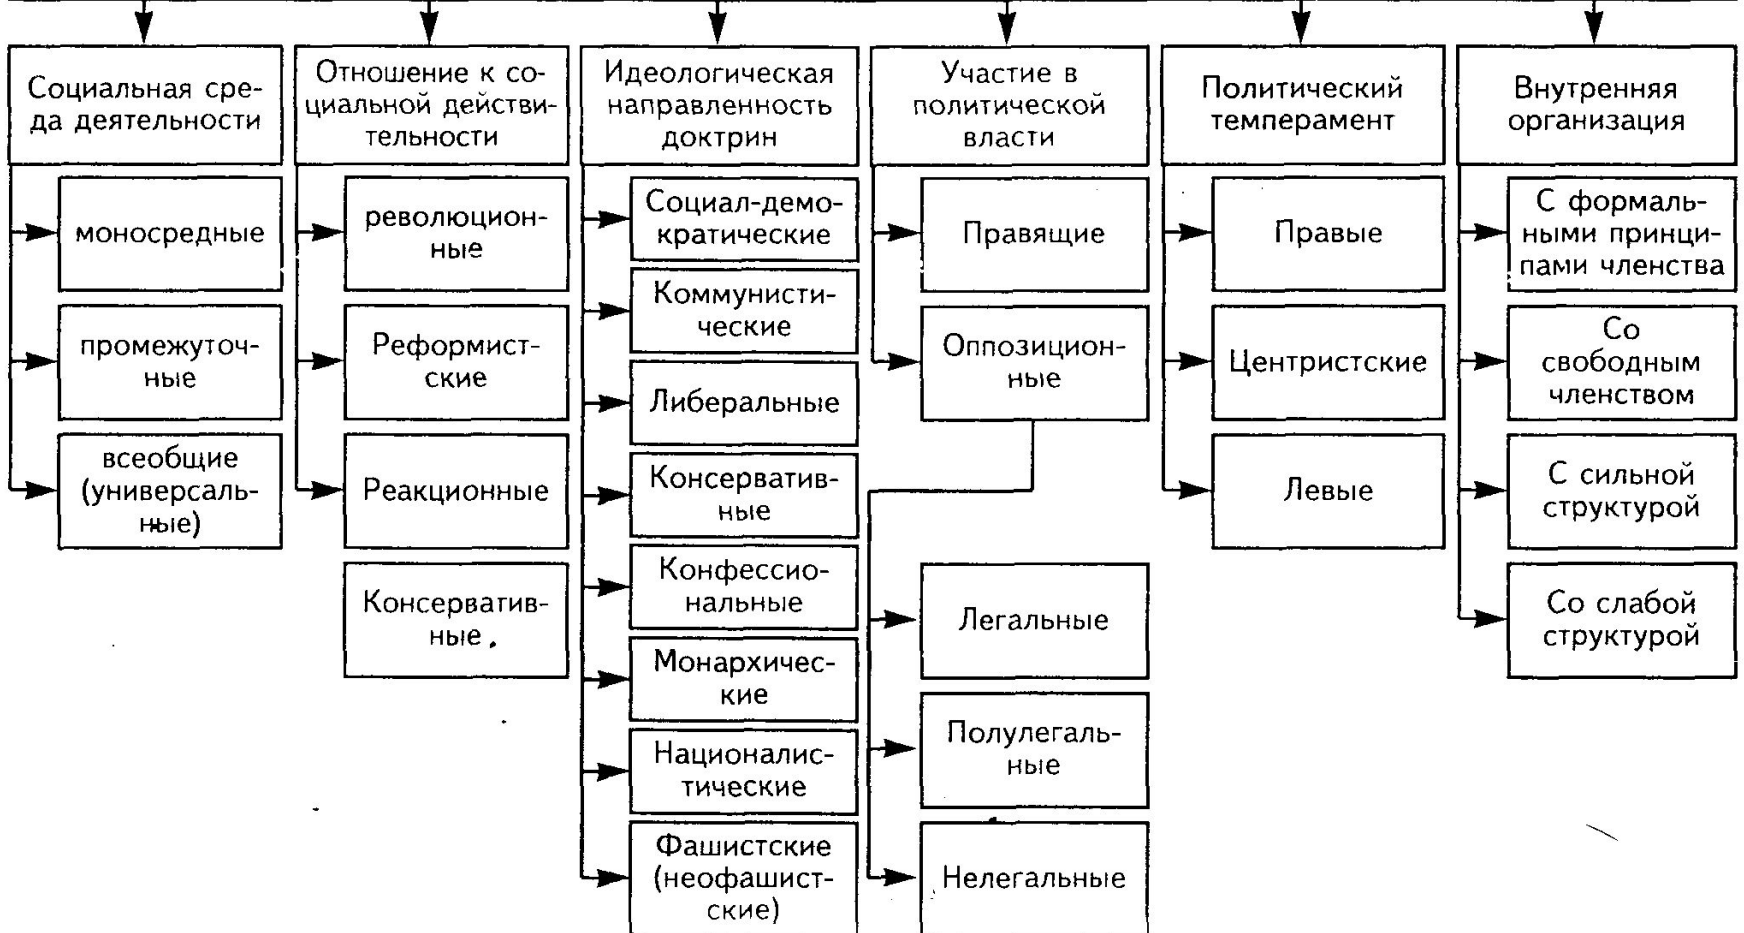 Социальная сре-
да деятельности
моносредные
промежуточ-
ные
всеобщие
(универсаль-
ные)
Отношение к со-
циальной действи-
тельности
революцион-
ные
Реформист-
ские
Реакционные
Консерватив-
ные
Идеологическая
направленность
доктрин
Социал-демо-
кратические
Коммунисти-
ческие
Либеральные
Консерватив-
ные
Конфессио-
нальные
Монархичес-
кие
Националис-
тические
Фашистские
(неофашист-
ские)
Участие в
политической
власти
Правящие
Оппозицион-
ные
Легальные
Полулегаль-
ные
Нелегальные
Политический
темперамент
Правые
Центристские
Левые
Внутренняя
организация
С формаль-
ными принци-
пами членства
Со
свободным
членством
С сильной
структурой
Со слабой
структурой